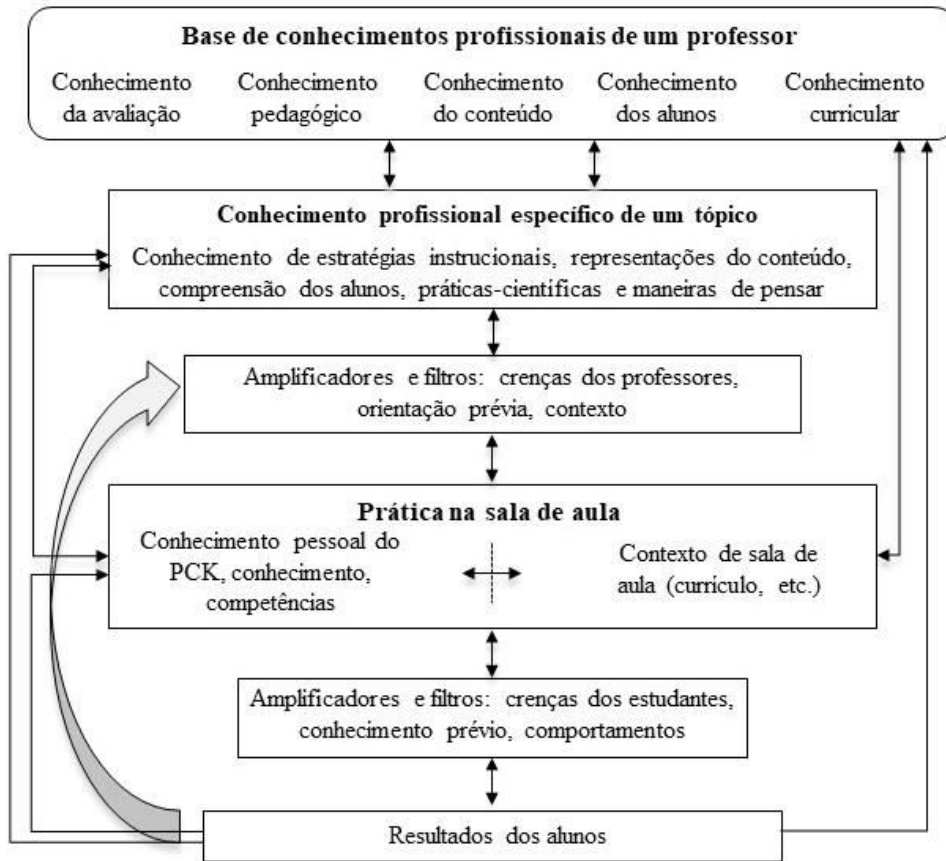 Base de conhecimentos profissionais de um professor
Conhecimento da avaliação
Conhecimento pedagógico
Conhecimento do conteúdo
Conhecimento dos alunos
Conhecimento curricular
Conhecimento profissional específico de um tópico
Conhecimento de estratégias instrucionais, representações do conteúdo,
compreensão dos alunos, práticas-científicas e maneiras de pensar
Amplificadores e filtros: crenças dos professores,
orientação prévia, contexto
Prática na sala de aula
Conhecimento pessoal do
PCK, conhecimento,
competências
Contexto de sala de
aula (currículo, etc.)
Amplificadores e filtros: crenças dos estudantes,
conhecimento prévio, comportamentos
Resultados dos alunos